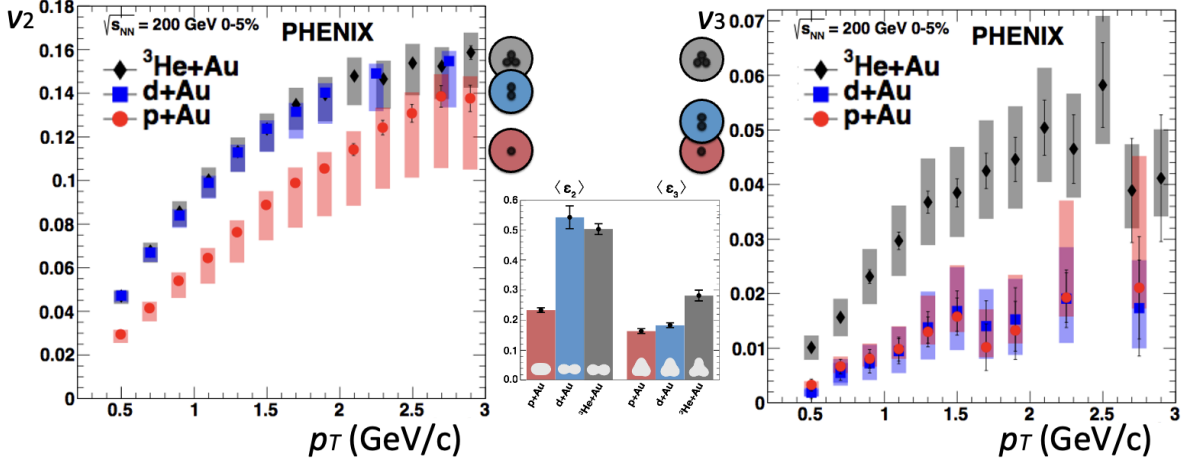 v2
√sNN = 200 GeV 0-5%
PHENIX
³He+Au
d+Au
p+Au
0.18
0.16
0.14
0.12
0.1
0.08
0.06
0.04
0.02
0
0.5
1
1.5
2
2.5
3
pT (GeV/c)
⟨ ε2 ⟩
⟨ ε3 ⟩
0.6
0.5
0.4
0.3
0.2
0.1
0.0
p+Au
d+Au
³He+Au
p+Au
d+Au
³He+Au
v3
√sNN = 200 GeV 0-5%
PHENIX
³He+Au
d+Au
p+Au
0.07
0.06
0.05
0.04
0.03
0.02
0.01
0
0.5
1
1.5
2
2.5
3
pT (GeV/c)